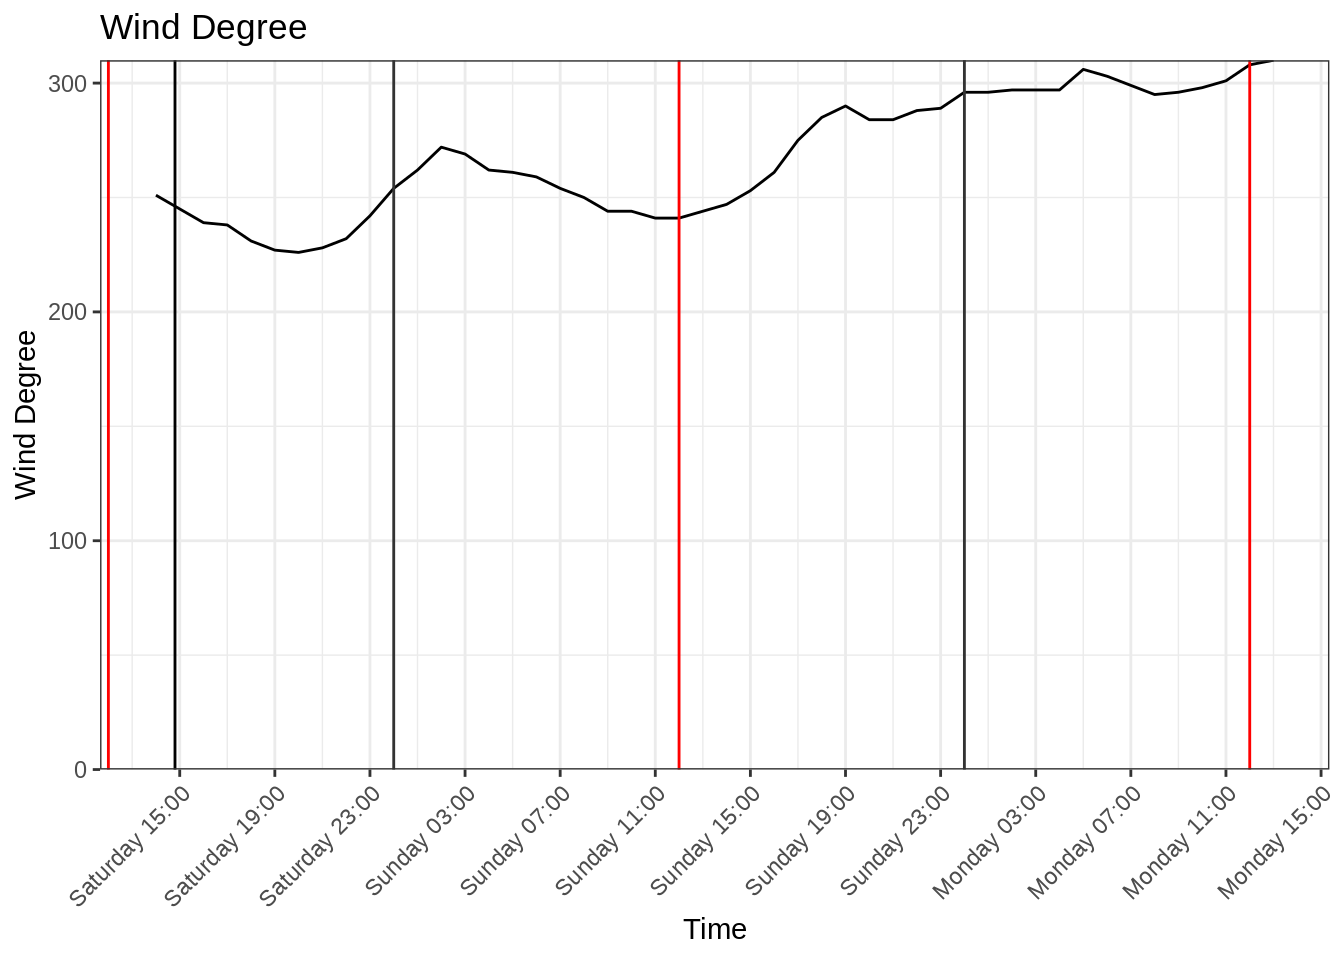 Wind Degree
Wind Degree
300
200
100
0
Saturday 15:00
Saturday 19:00
Saturday 23:00
Sunday 03:00
Sunday 07:00
Sunday 11:00
Sunday 15:00
Sunday 19:00
Sunday 23:00
Monday 03:00
Monday 07:00
Monday 11:00
Monday 15:00
Time